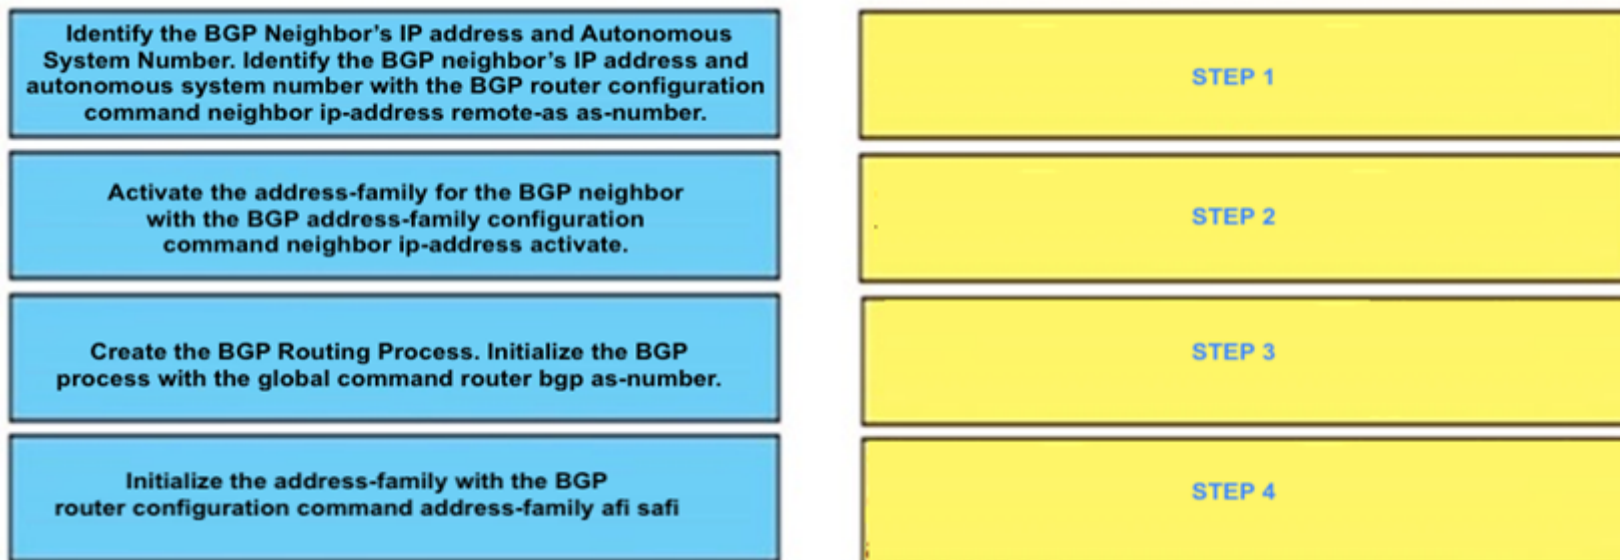 Identify the BGP Neighbor's IP address and Autonomous
System Number. Identify the BGP neighbor's IP address and
autonomous system number with the BGP router configuration
command neighbor ip-address remote-as as-number.
STEP 1
Activate the address-family for the BGP neighbor
with the BGP address-family configuration
command neighbor ip-address activate.
STEP 2
Create the BGP Routing Process. Initialize the BGP
process with the global command router bgp as-number.
STEP 3
Initialize the address-family with the BGP
router configuration command address-family afi safi
STEP 4